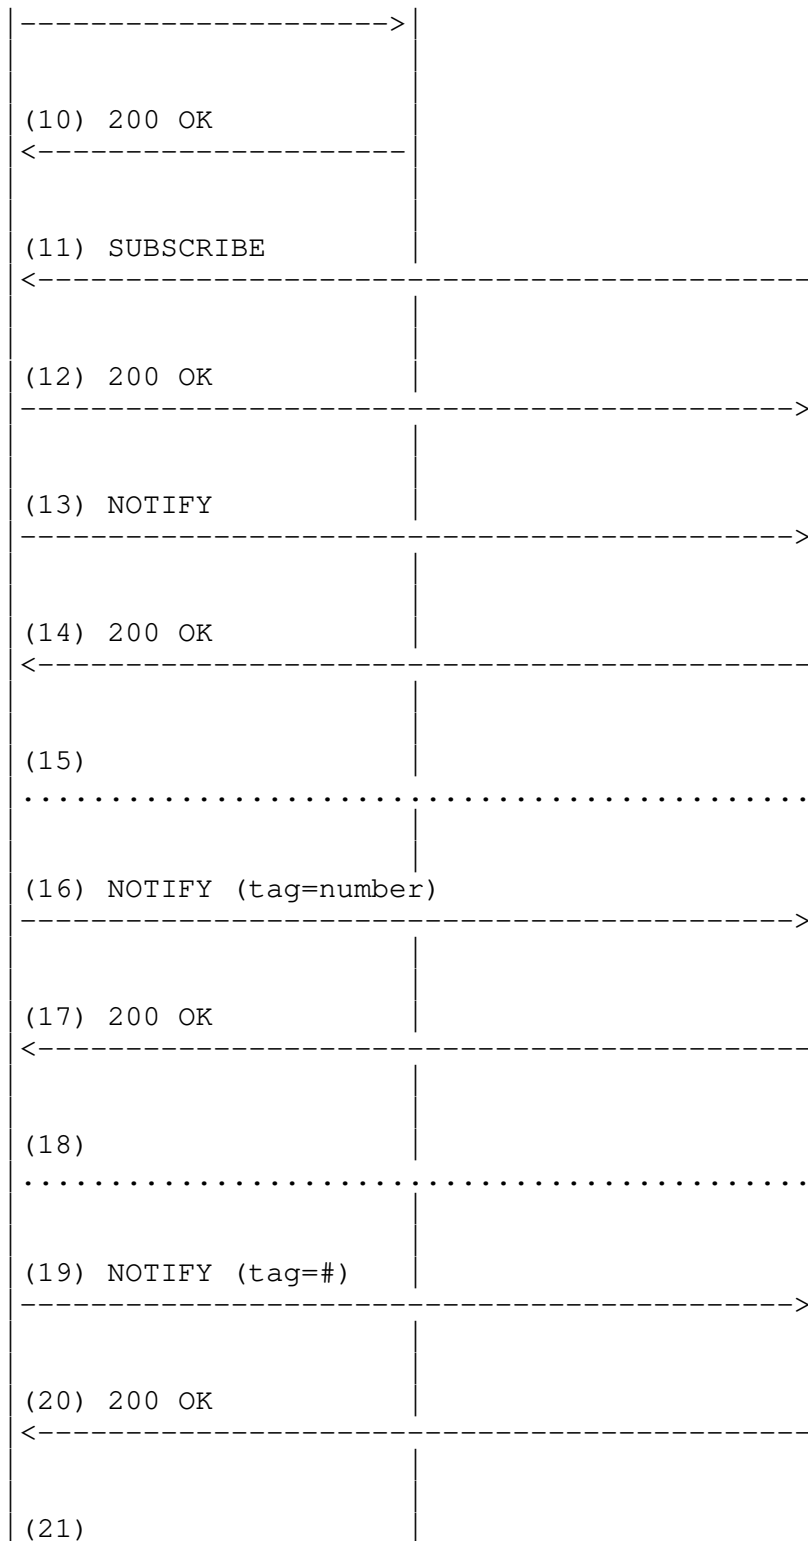 (10) 200 OK
(11) SUBSCRIBE
(12) 200 OK
(13) NOTIFY
(14) 200 OK
(15)
(16) NOTIFY (tag=number)
(17) 200 OK
(18)
(19) NOTIFY (tag=#)
(20) 200 OK
(21)